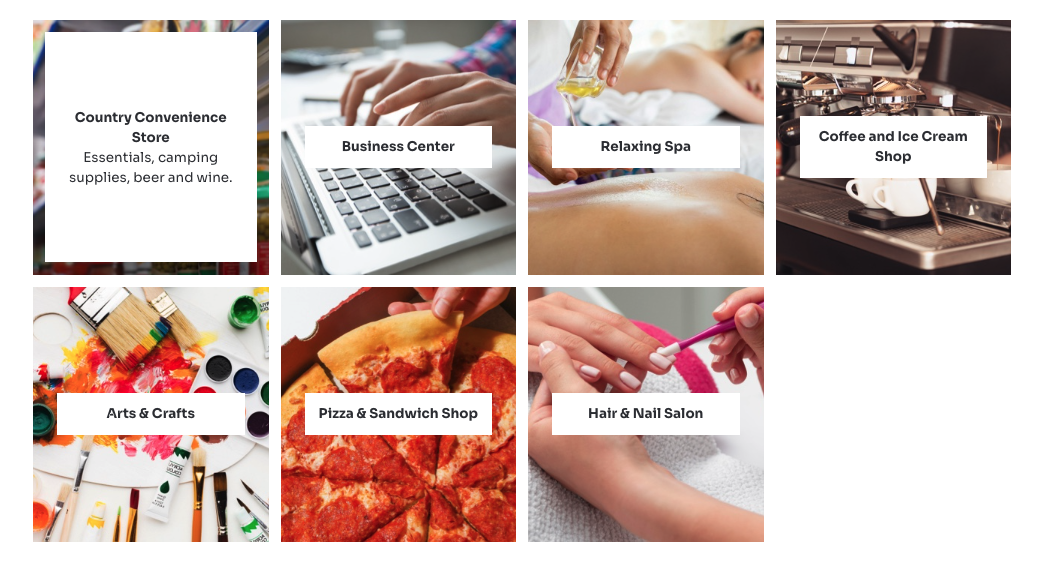 Country Convenience
Store
Essentials, camping
supplies, beer and wine.
Business Center
Relaxing Spa
Coffee and Ice Cream
Shop
Arts & Crafts
Pizza & Sandwich Shop
Hair & Nail Salon